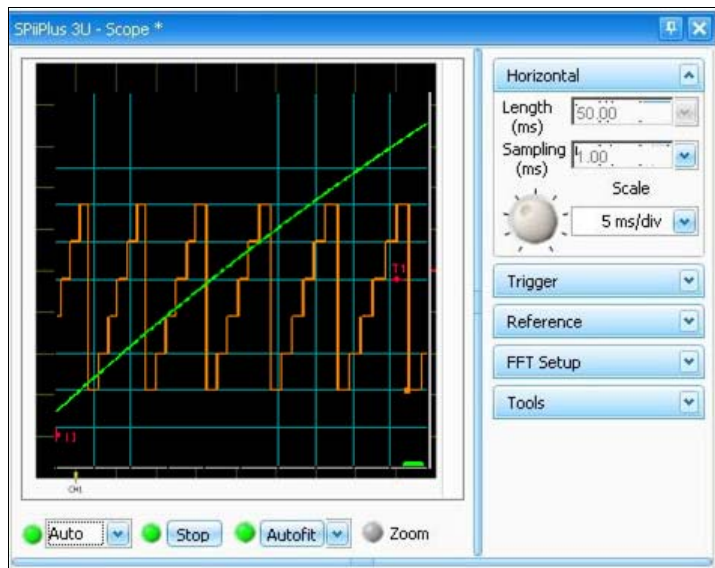 SPiiPlus 3U - Scope *
Horizontal
Length (ms)
50.00
Sampling (ms)
1.00
Scale
5 ms/div
Trigger
Reference
FFT Setup
Tools
T1
CH1
Auto
Stop
Autofit
Zoom